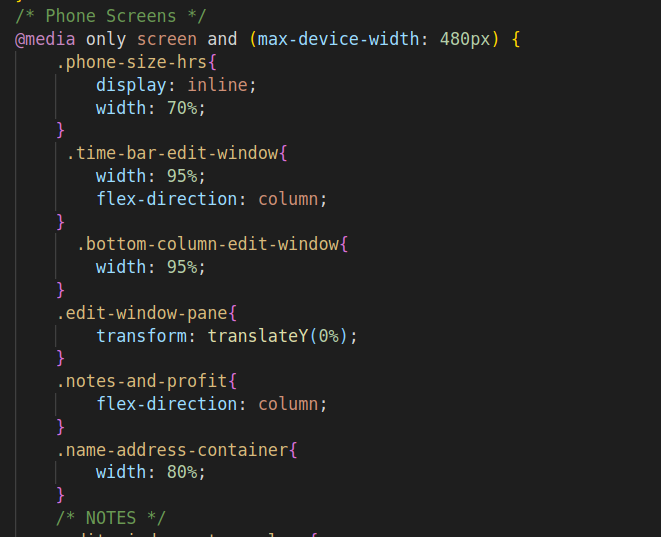 /* Phone Screens */
@media only screen and (max-device-width: 480px) {
    .phone-size-hrs{
        display: inline;
        width: 70%;
    }
     .time-bar-edit-window{
        width: 95%;
        flex-direction: column;
    }
      .bottom-column-edit-window{
        width: 95%;
    }
    .edit-window-pane{
        transform: translateY(0%);
    }
    .notes-and-profit{
        flex-direction: column;
    }
    .name-address-container{
        width: 80%;
    }
    /* NOTES */